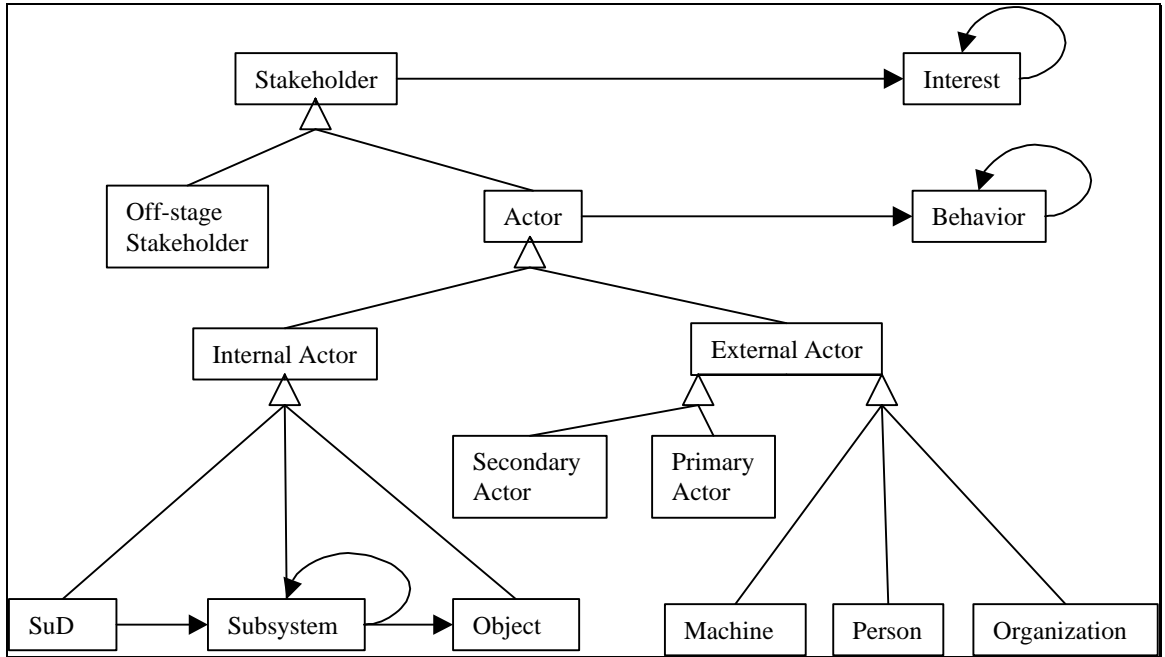 Stakeholder
Interest
Off-stage
Stakeholder
Actor
Behavior
Internal Actor
External Actor
Secondary
Actor
Primary
Actor
SuD
Subsystem
Object
Machine
Person
Organization